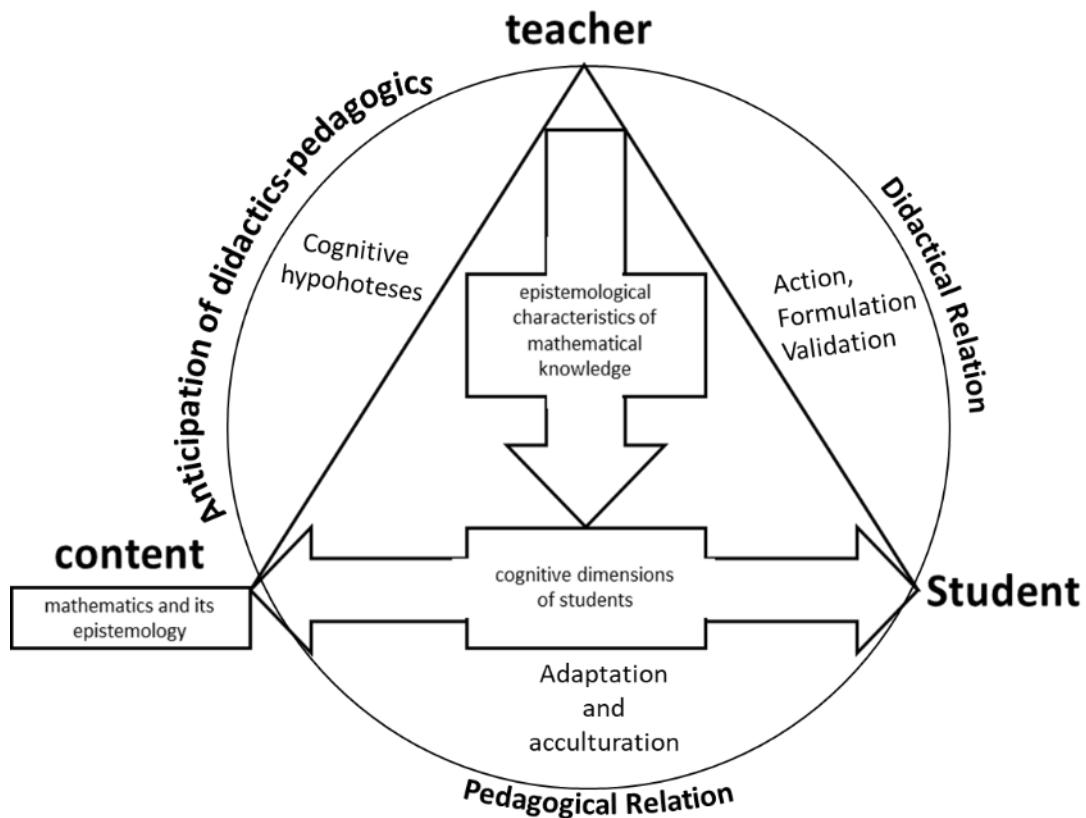 teacher
Anticipation of didactics-pedagogics
Didactical Relation
Cognitive
hypohoteses
epistemological
characteristics of
mathematical
knowledge
Action,
Formulation
Validation
content
mathematics and its
epistemology
cognitive dimensions
of students
Student
Adaptation
and
acculturation
Pedagogical Relation